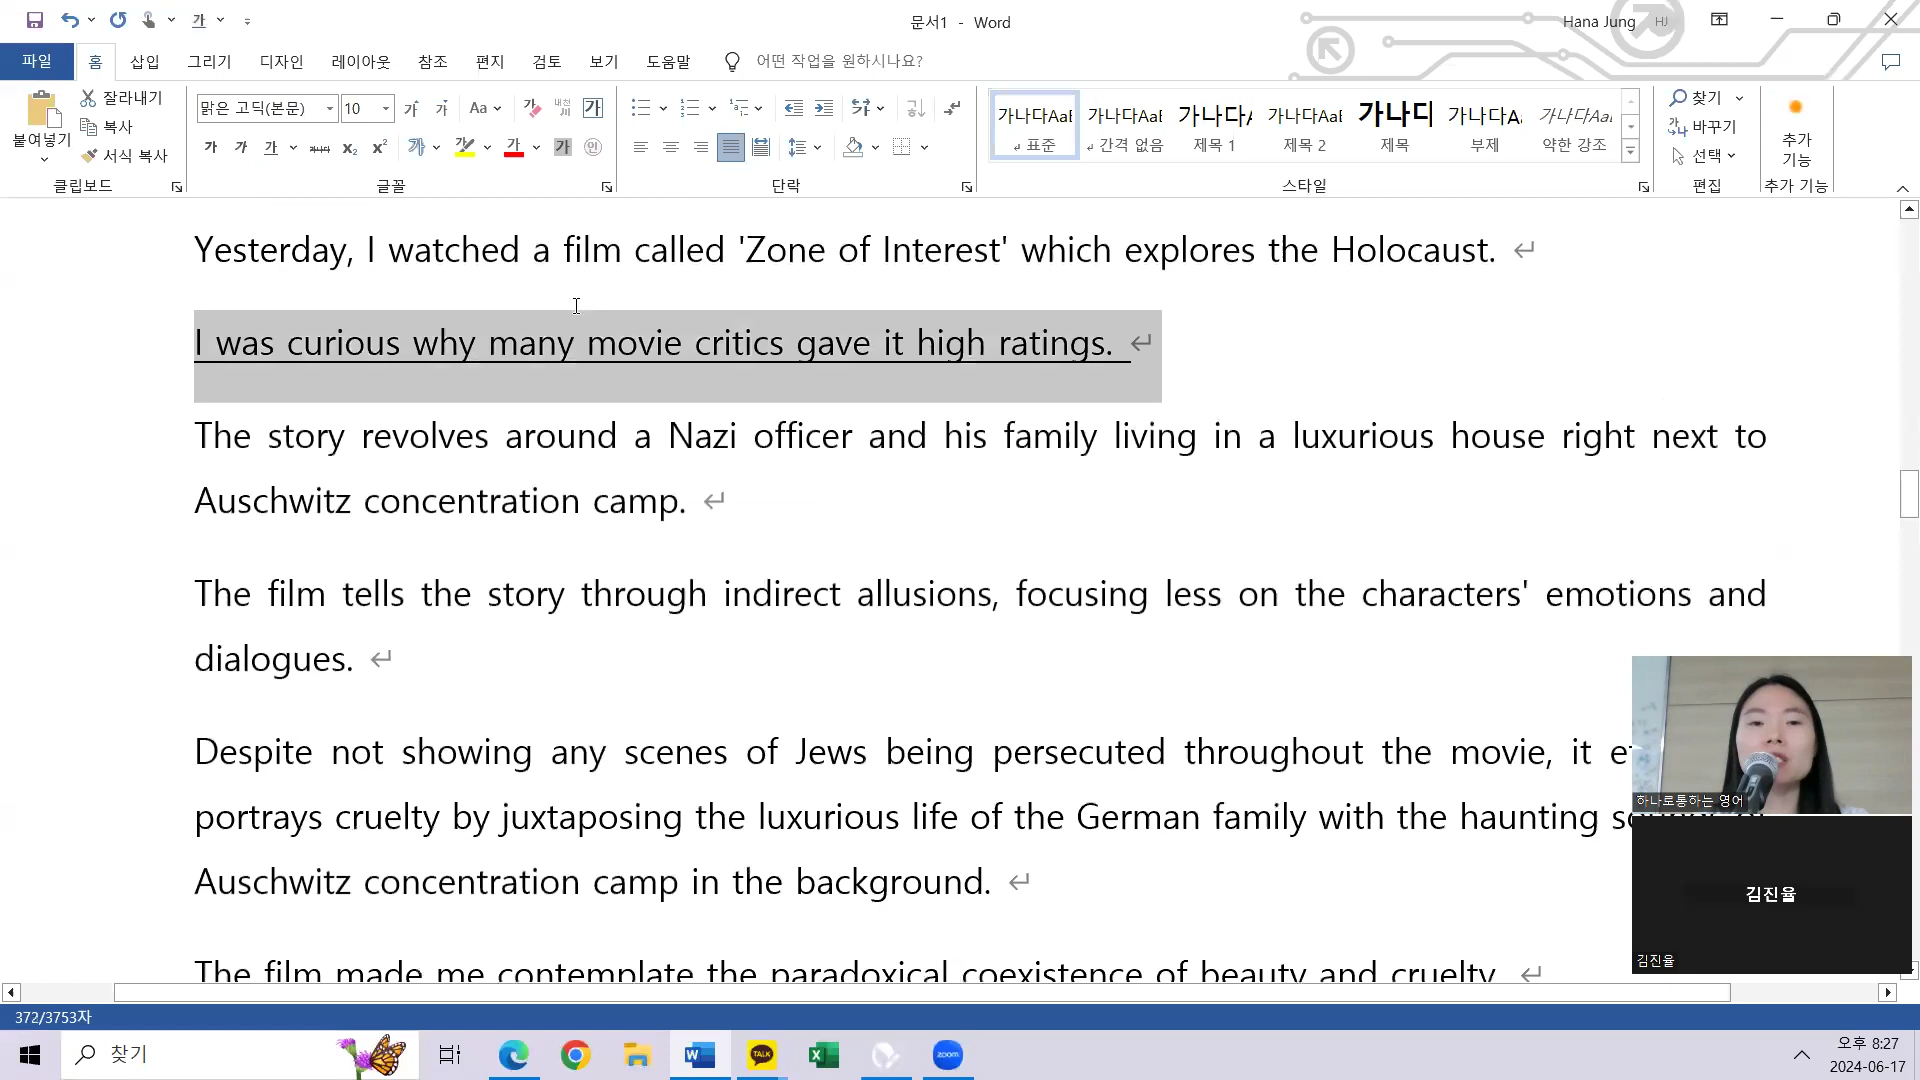 문서1 - Word
Hana Jung HJ
파일 홈 삽입 그리기 디자인 레이아웃 참조 편지 검토 보기 도움말 어떤 작업을 원하시나요?
붙여넣기
잘라내기
복사
서식 복사
클립보드
맑은 고딕(본문) 10
글꼴
단락
가나다AaB 가나다AaB 가나다A 가나다AaB 가나다 가나다Aa 가나다AaB
표준 간격 없음 제목 1 제목 2 제목 부제 약한 강조
스타일
찾기
바꾸기
선택
편집
추가
기능
추가 기능
Yesterday, I watched a film called 'Zone of Interest' which explores the Holocaust.
I was curious why many movie critics gave it high ratings.
The story revolves around a Nazi officer and his family living in a luxurious house right next to
Auschwitz concentration camp.
The film tells the story through indirect allusions, focusing less on the characters' emotions and
dialogues.
Despite not showing any scenes of Jews being persecuted throughout the movie, it
portrays cruelty by juxtaposing the luxurious life of the German family with the haunting
Auschwitz concentration camp in the background.
The film made me contemplate the paradoxical coexistence of beauty and cruelty.
하나로통하는 영어
김진율
김진율
372/3753자
찾기
TALK
zoom
오후 8:27
2024-06-17